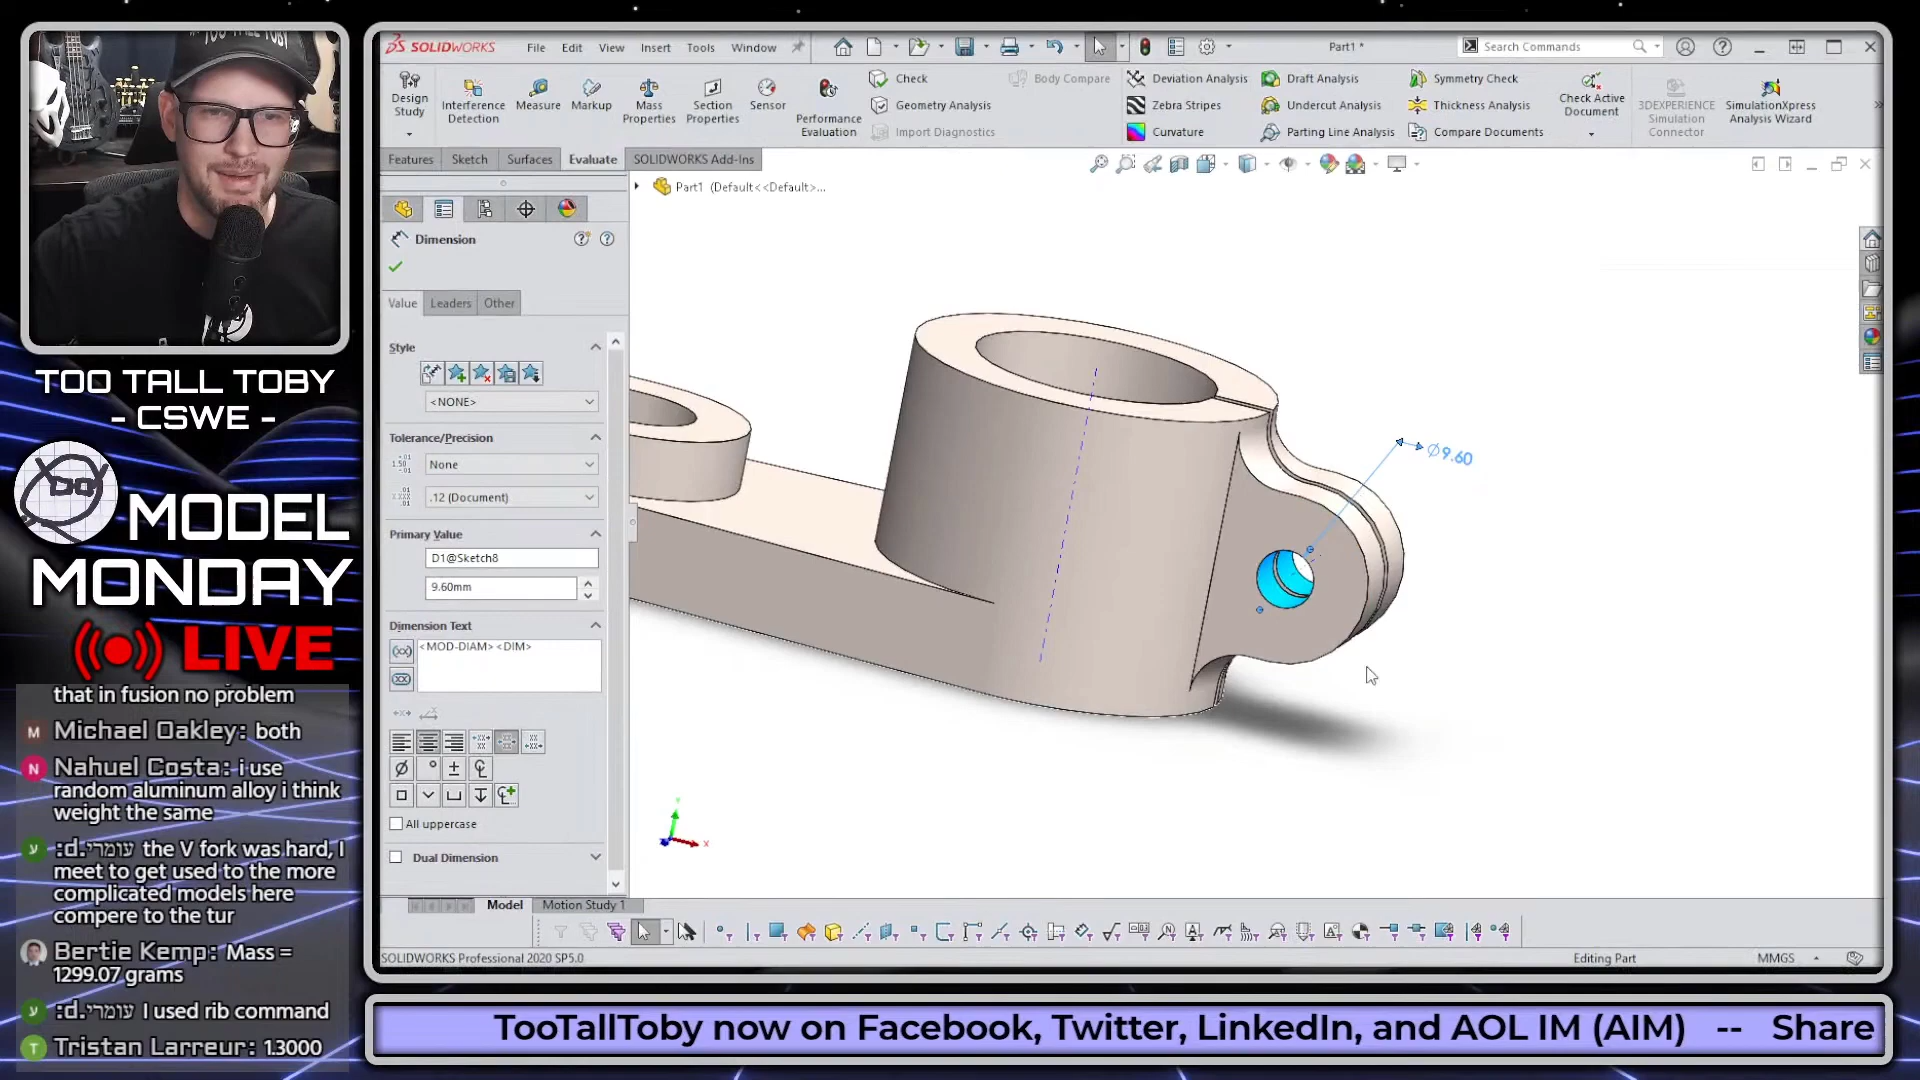 TOO TALL TOBY
- CSWE -
MODEL
MONDAY
LIVE
that in fusion no problem
M Michael Oakley: both
N Nahuel Costa: i use
random aluminum alloy i think
weight the same
ע עומרי.d: the V fork was hard, I
meet to get used to the more
complicated models here
compere to the tur
Bertie Kemp: Mass =
1299.07 grams
ע עומרי.d: I used rib command
T Tristan Larreur: 1.3000
SOLIDWORKS File Edit View Insert Tools Window
Part1 *
Search Commands
Design Study
Interference Detection
Measure
Markup
Mass Properties
Section Properties
Sensor
Performance Evaluation
Check
Geometry Analysis
Import Diagnostics
Body Compare
Deviation Analysis
Zebra Stripes
Curvature
Draft Analysis
Undercut Analysis
Parting Line Analysis
Symmetry Check
Thickness Analysis
Compare Documents
Check Active Document
3DEXPERIENCE Simulation Connector
SimulationXpress Analysis Wizard
Features Sketch Surfaces Evaluate SOLIDWORKS Add-Ins
Part1 (Default<<Default>...
Dimension
Value Leaders Other
Style
<NONE>
Tolerance/Precision
None
.12 (Document)
Primary Value
D1@Sketch8
9.60mm
Dimension Text
<MOD-DIAM><DIM>
All uppercase
Dual Dimension
∅9.60
Model Motion Study 1
SOLIDWORKS Professional 2020 SP5.0
Editing Part
MMGS
TooTallToby now on Facebook, Twitter, LinkedIn, and AOL IM (AIM) -- Share